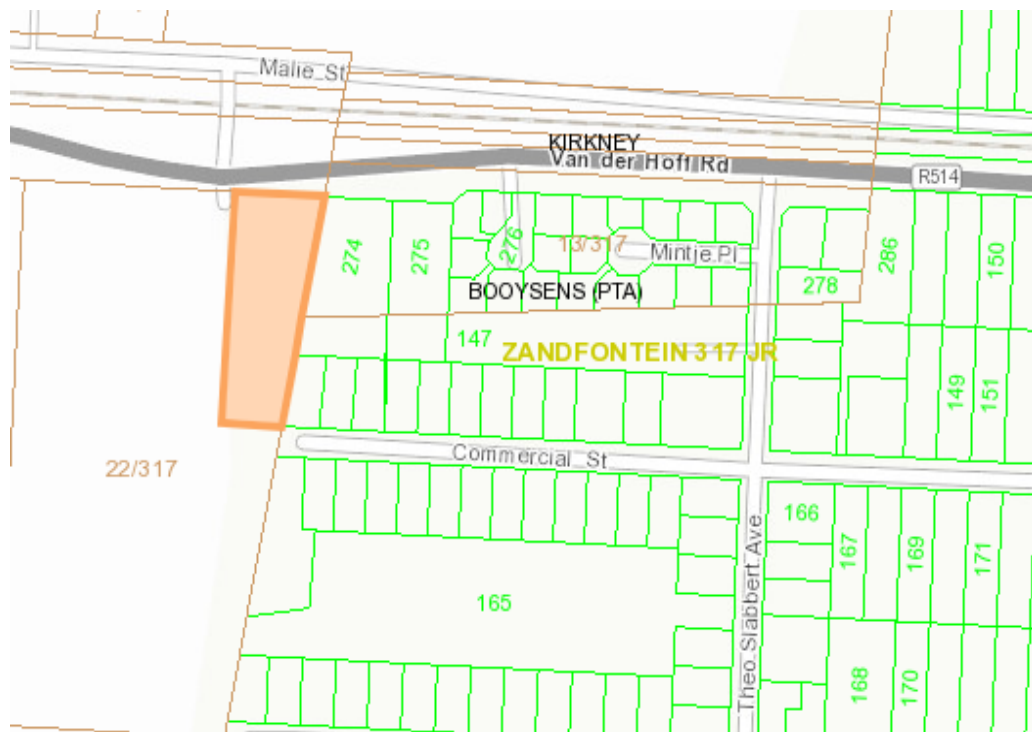 Malie St
KIRKNEY
Van der Hoff Rd
R514
274
275
276
13/317
Mintje Pl
286
150
278
BOOYSENS (PTA)
147
ZANDFONTEIN 317 JR
149
151
22/317
Commercial St
166
167
169
171
Theo Slabbert Ave
165
168
170